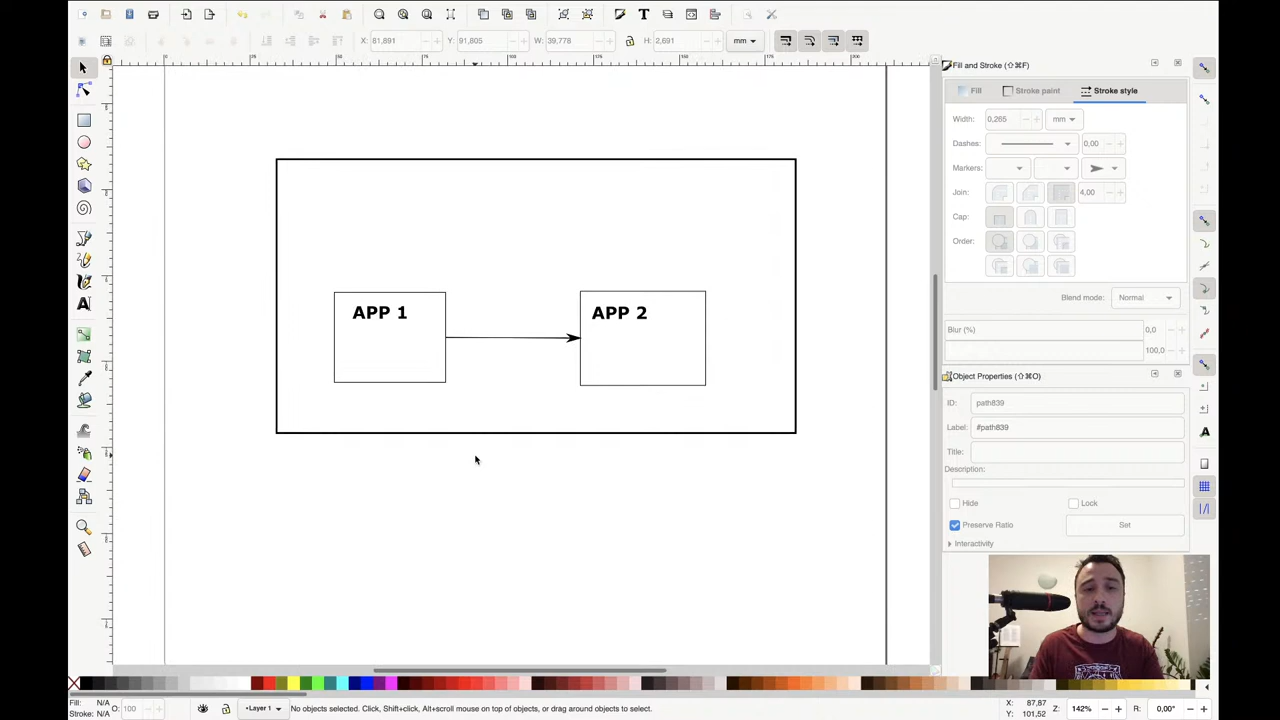 X: 81,891 Y: 91,805 W: 39,778 H: 2,691 mm
Fill and Stroke (⇧⌘F)
Fill Stroke paint Stroke style
Width: 0,265 mm
Dashes: 0,00
Markers:
Join: 4,00
Cap:
Order:
Blend mode: Normal
Blur (%) 0,0
100,0
Object Properties (⇧⌘O)
ID: path839
Label: #path839
Title:
Description:
Hide Lock
Preserve Ratio Set
Interactivity
APP 1
APP 2
Fill: N/A
Stroke: N/A
O: 100
•Layer 1
No objects selected. Click, Shift+click, Alt+scroll mouse on top of objects, or drag around objects to select.
X: 87,87
Y: 101,52
Z: 142%
R: 0,00°